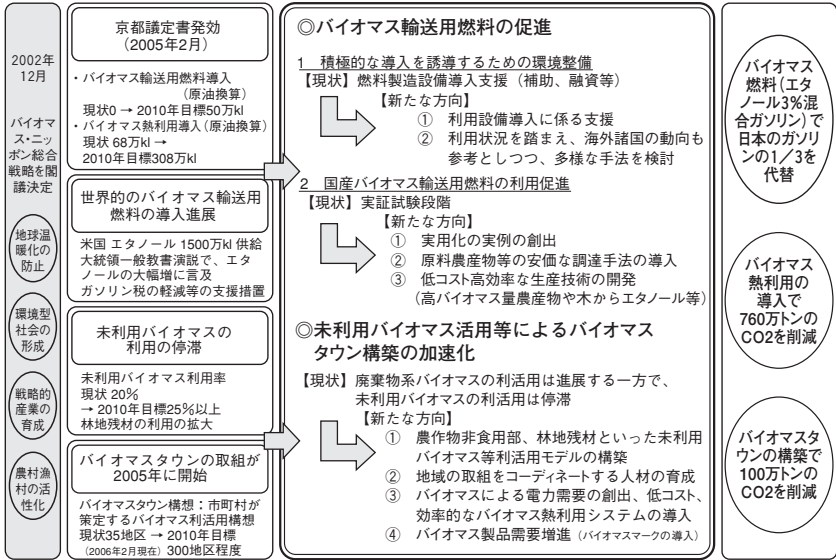 2002年
12月
バイオマ
ス・ニッ
ポン総合
戦略を閣
議決定
地球温
暖化の
防止
環境型
社会の
形成
戦略的
産業の
育成
農村漁
村の活
性化
京都議定書発効
(2005年2月)
・バイオマス輸送用燃料導入
(原油換算)
現状0 → 2010年目標50万kl
・バイオマス熱利用導入(原油換算)
現状 68万kl →
2010年目標308万kl
世界的のバイオマス輸送用
燃料の導入進展
米国 エタノール 1500万kl 供給
大統領一般教書演説で、エタ
ノールの大幅増に言及
ガソリン税の軽減等の支援措置
未利用バイオマスの
利用の停滞
未利用バイオマス利用率
現状 20%
→ 2010年目標25%以上
林地残材の利用の拡大
バイオマスタウンの取組が
2005年に開始
バイオマスタウン構想：市町村が
策定するバイオマス利活用構想
現状35地区 → 2010年目標
(2006年2月現在) 300地区程度
◎バイオマス輸送用燃料の促進
1 積極的な導入を誘導するための環境整備
【現状】燃料製造設備導入支援(補助、融資等)
【新たな方向】
① 利用設備導入に係る支援
② 利用状況を踏まえ、海外諸国の動向も
参考としつつ、多様な手法を検討
2 国産バイオマス輸送用燃料の利用促進
【現状】実証試験段階
【新たな方向】
① 実用化の実例の創出
② 原料農産物等の安価な調達手法の導入
③ 低コスト高効率な生産技術の開発
(高バイオマス量農産物や木からエタノール等)
◎未利用バイオマス活用等によるバイオマス
タウン構築の加速化
【現状】廃棄物系バイオマスの利活用は進展する一方で、
未利用バイオマスの利活用は停滞
【新たな方向】
① 農作物非食用部、林地残材といった未利用
バイオマス等利活用モデルの構築
② 地域の取組をコーディネートする人材の育成
③ バイオマスによる電力需要の創出、低コスト、
効率的なバイオマス熱利用システムの導入
④ バイオマス製品需要増進(バイオマスマークの導入)
バイオマス
燃料(エタ
ノール3%混
合ガソリン)で
日本のガソリ
ンの1／3を
代替
バイオマス
熱利用の
導入で
760万トンの
CO2を削減
バイオマスタ
ウンの構築で
100万トンの
CO2を削減